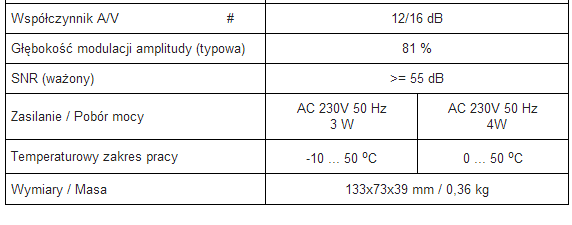 Współczynnik A/V # 12/16 dB
Głębokość modulacji amplitudy (typowa) 81 %
SNR (ważony) >= 55 dB
Zasilanie / Pobór mocy AC 230V 50 Hz 3 W AC 230V 50 Hz 4W
Temperaturowy zakres pracy -10 ... 50 ºC 0 ... 50 ºC
Wymiary / Masa 133x73x39 mm / 0,36 kg